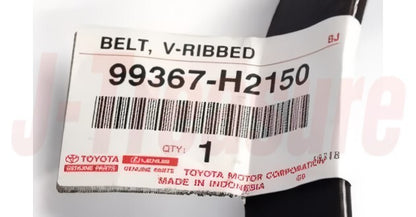 BJ
BELT, V-RIBBED
99367-H2150
QTY:
1
TOYOTA LEXUS TOYOTA MOTOR CORPORATION
GENUINE PARTS GENUINE PARTS
MADE IN INDONESIA
J-Treasure